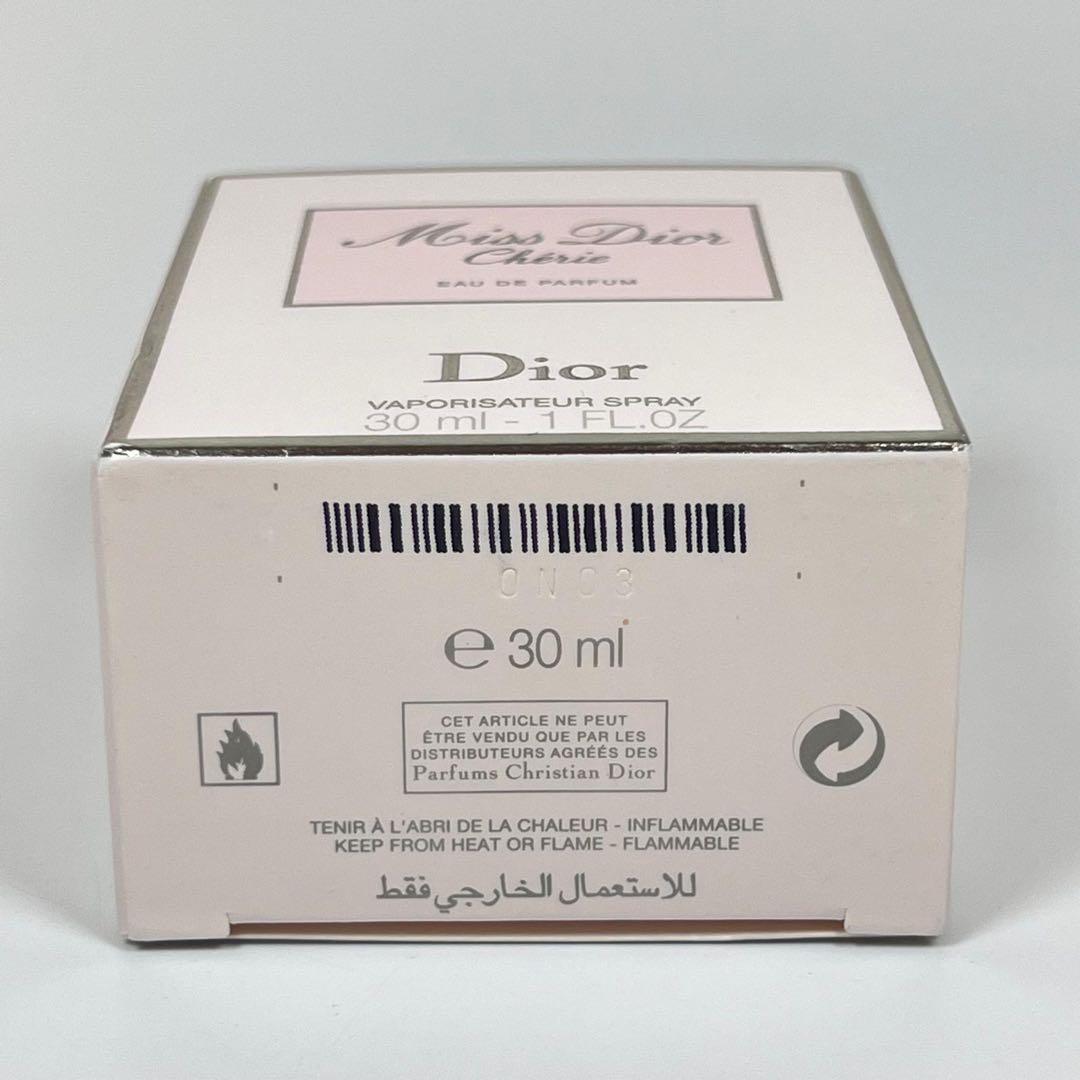 Miss Dior
Chérie
EAU DE PARFUM
Dior
VAPORISATEUR SPRAY
30 ml - 1 FL.OZ
0N03
e 30 ml
CET ARTICLE NE PEUT
ÊTRE VENDU QUE PAR LES
DISTRIBUTEURS AGRÉÉS DES
Parfums Christian Dior
TENIR À L'ABRI DE LA CHALEUR - INFLAMMABLE
KEEP FROM HEAT OR FLAME - FLAMMABLE
للاستعمال الخارجي فقط